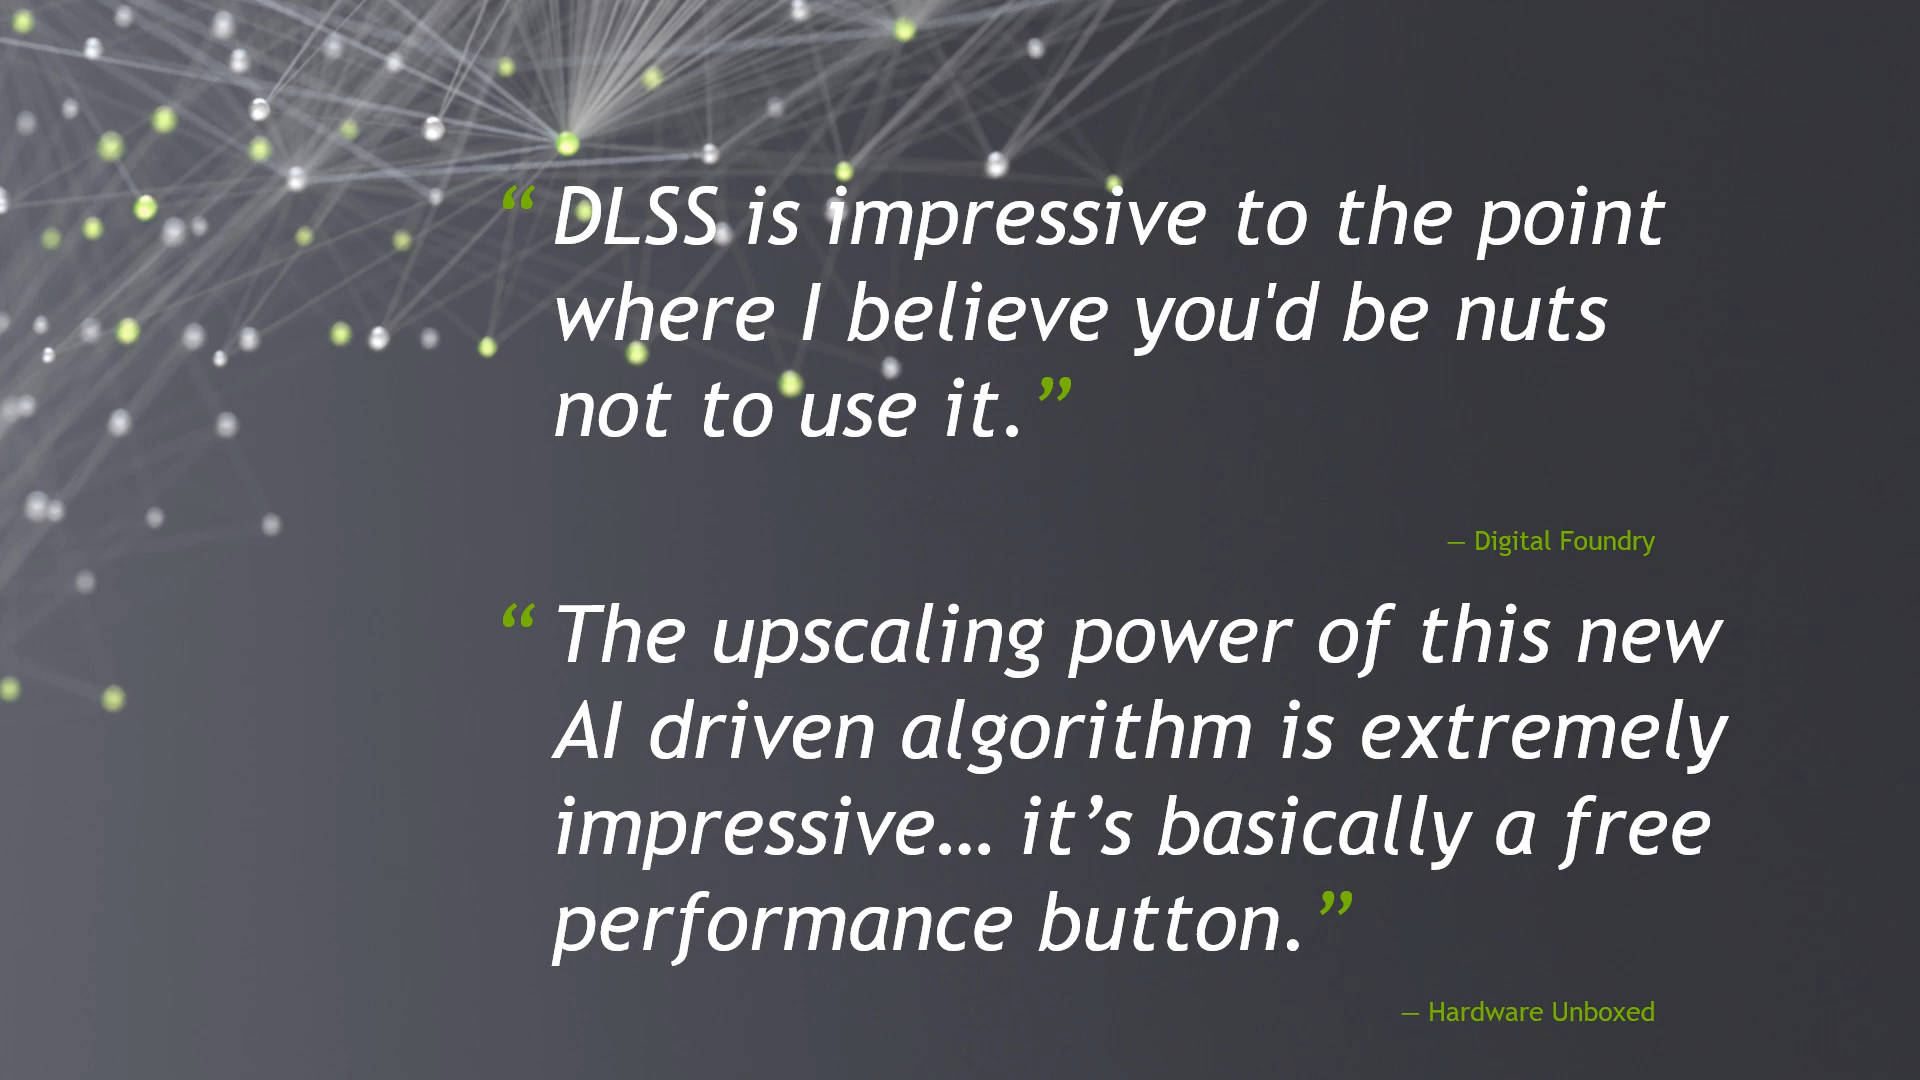 “ DLSS is impressive to the point
where I believe you'd be nuts
not to use it.”
— Digital Foundry
“ The upscaling power of this new
AI driven algorithm is extremely
impressive… it’s basically a free
performance button.”
— Hardware Unboxed